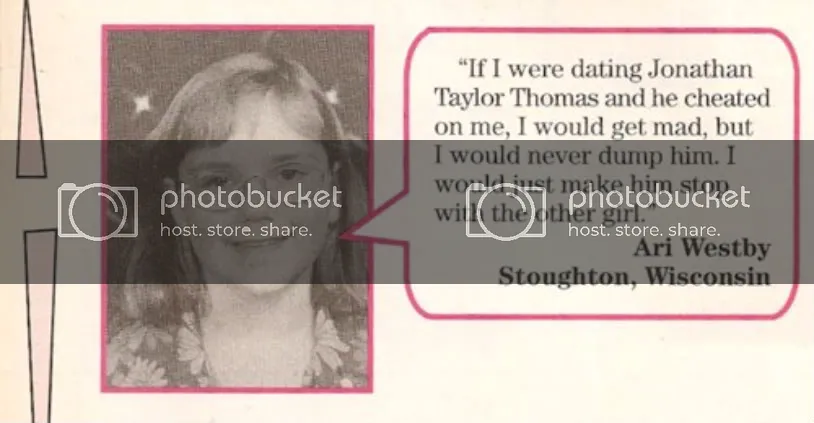 “If I were dating Jonathan
Taylor Thomas and he cheated
on me, I would get mad, but
I would never dump him. I
would just make him stop
with the other girl.”
Ari Westby
Stoughton, Wisconsin
photobucket
host. store. share.
photobucket
host. store. share.